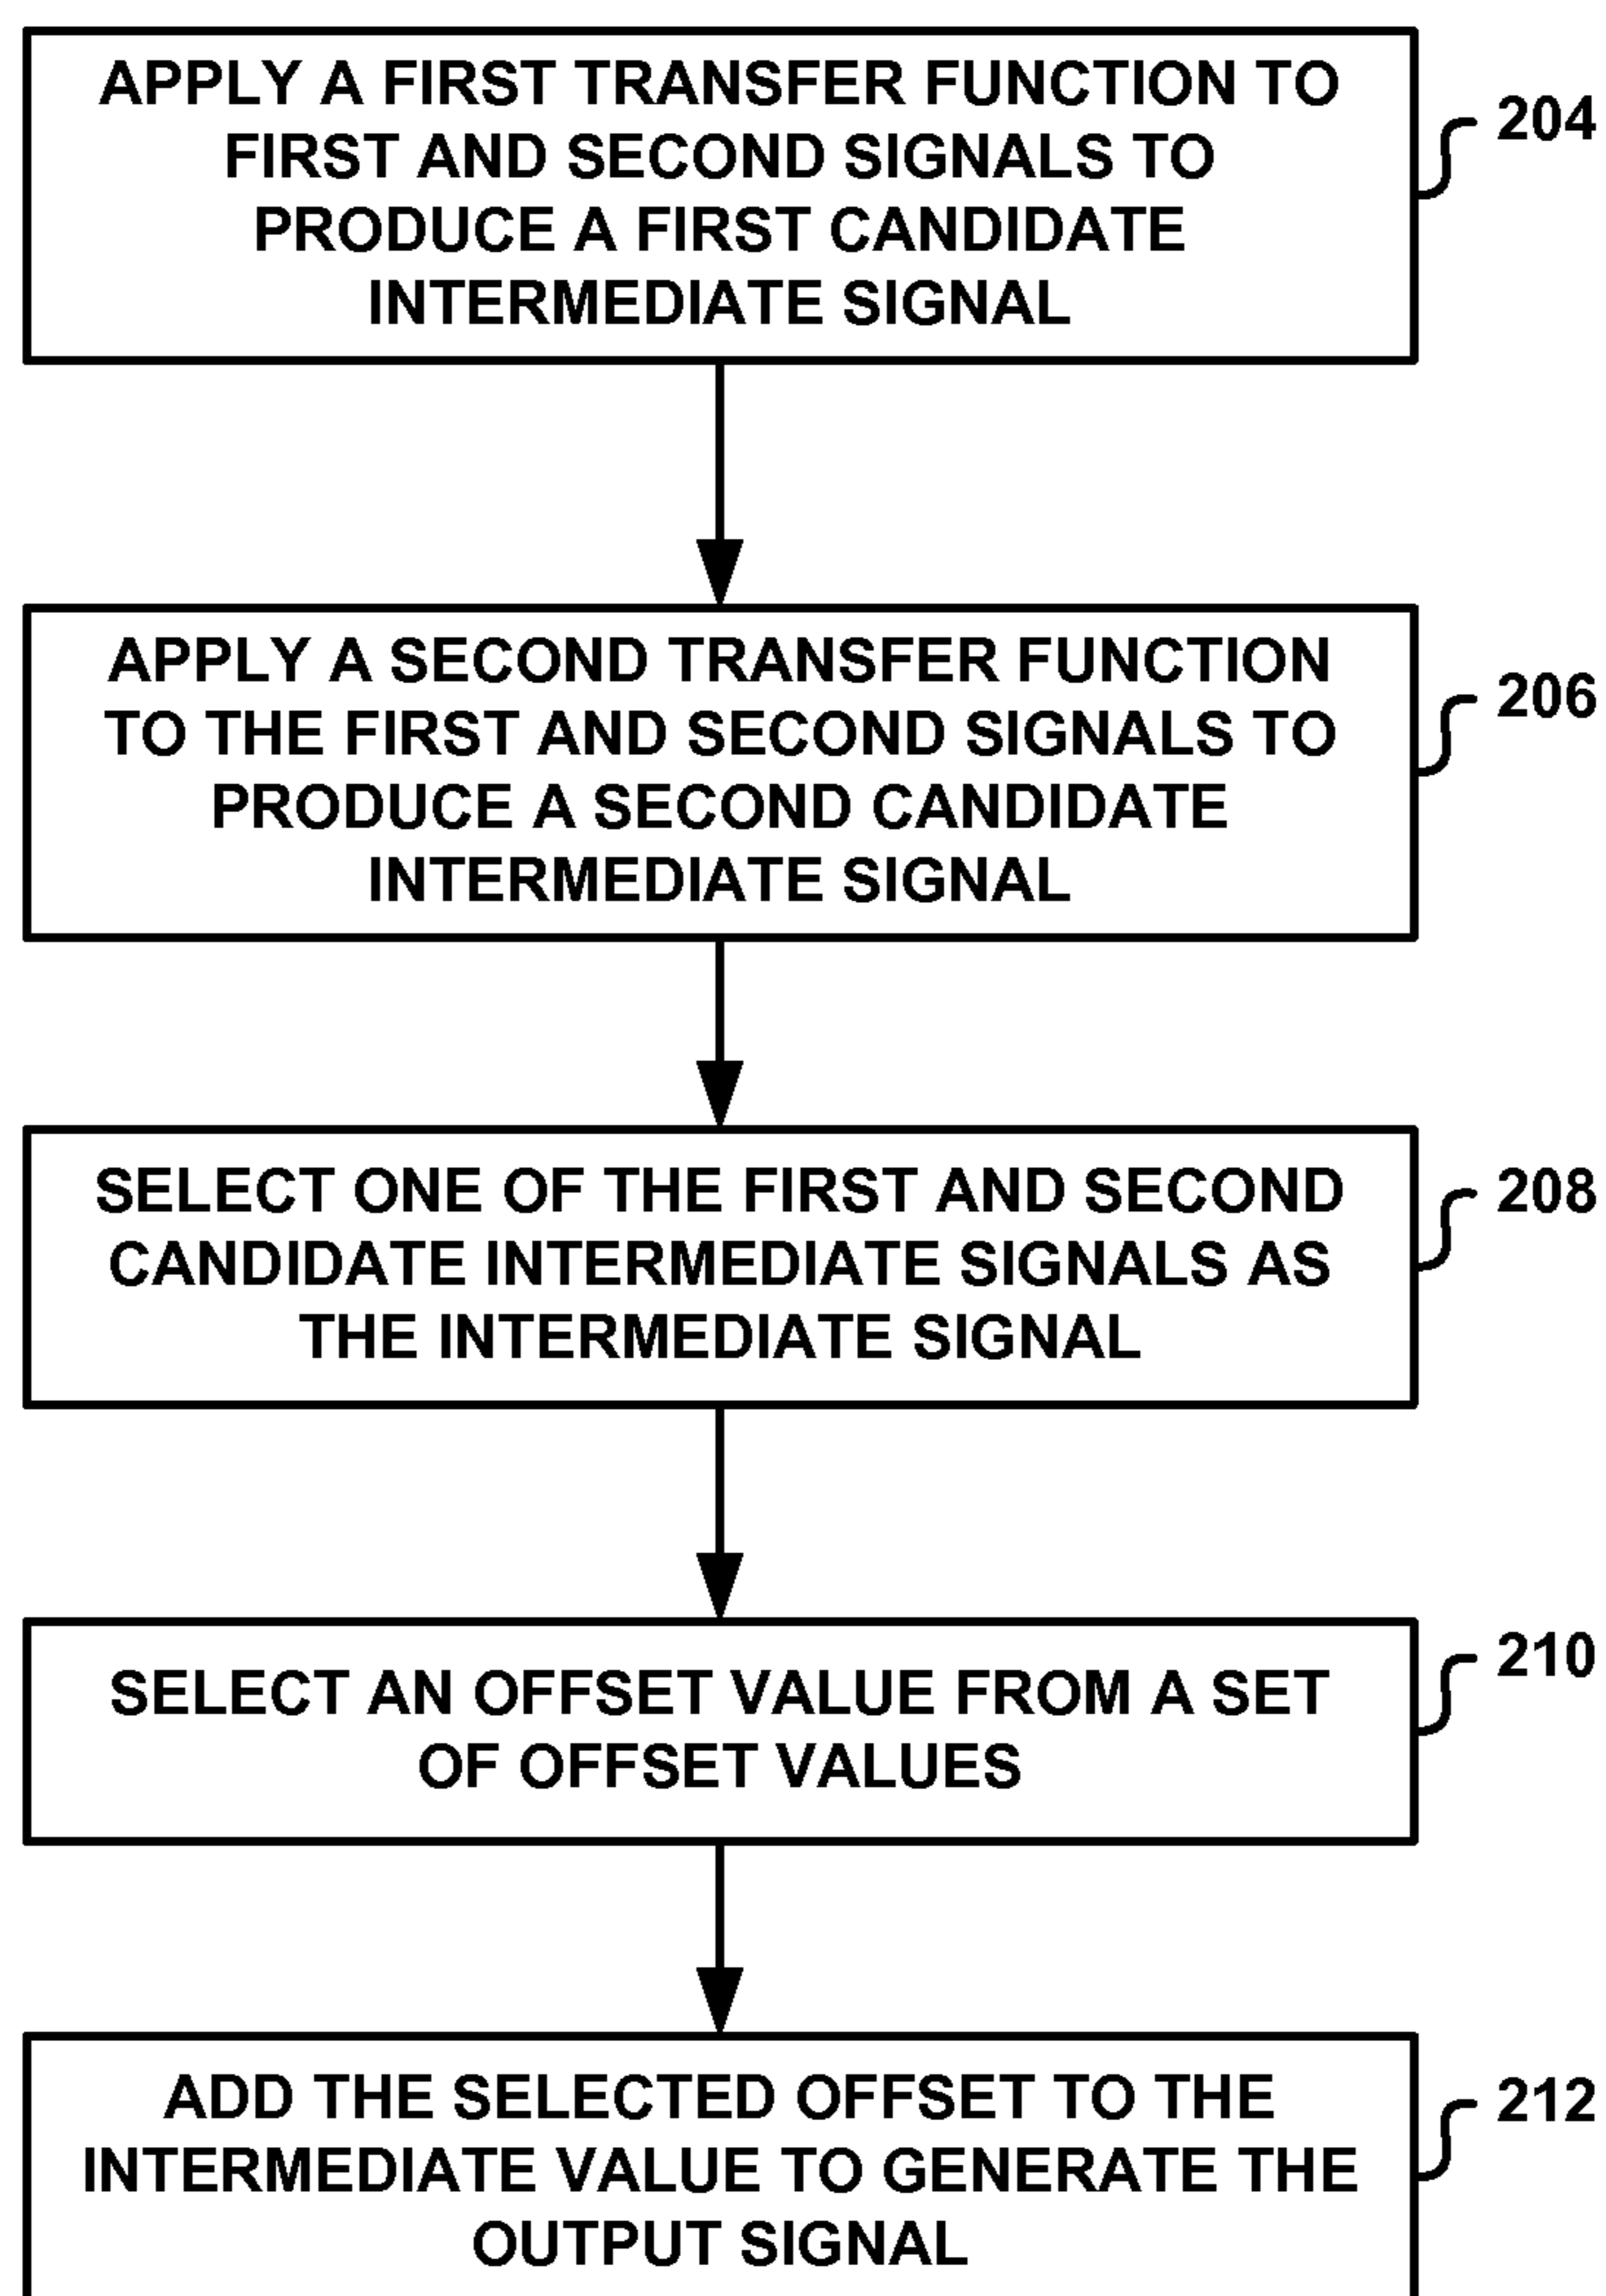 APPLY A FIRST TRANSFER FUNCTION TO
FIRST AND SECOND SIGNALS TO
PRODUCE A FIRST CANDIDATE
INTERMEDIATE SIGNAL
204
APPLY A SECOND TRANSFER FUNCTION
TO THE FIRST AND SECOND SIGNALS TO
PRODUCE A SECOND CANDIDATE
INTERMEDIATE SIGNAL
206
SELECT ONE OF THE FIRST AND SECOND
CANDIDATE INTERMEDIATE SIGNALS AS
THE INTERMEDIATE SIGNAL
208
SELECT AN OFFSET VALUE FROM A SET
OF OFFSET VALUES
210
ADD THE SELECTED OFFSET TO THE
INTERMEDIATE VALUE TO GENERATE THE
OUTPUT SIGNAL
212